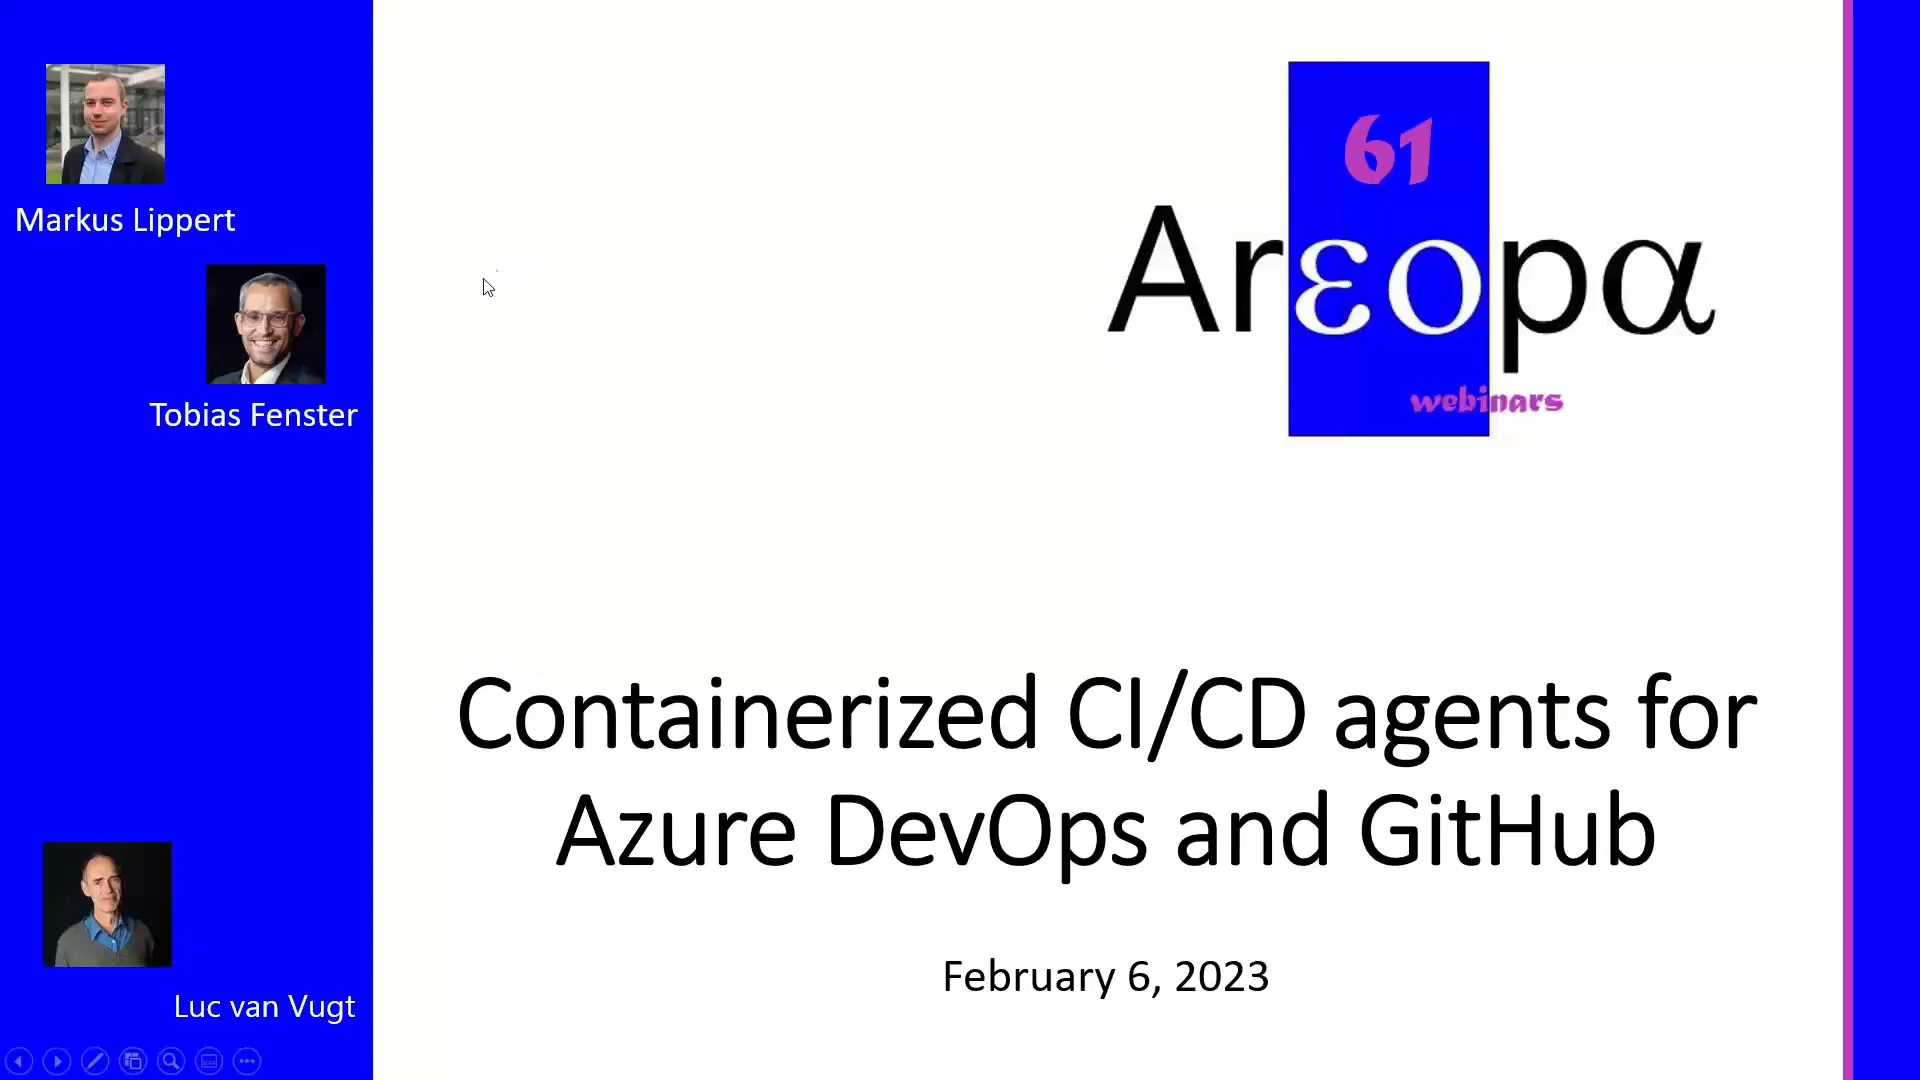 Markus Lippert
Tobias Fenster
Luc van Vugt
61
Arεopα
webinars
Containerized CI/CD agents for
Azure DevOps and GitHub
February 6, 2023